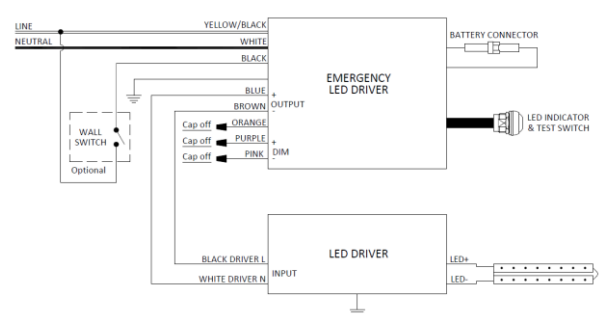 LINE
YELLOW/BLACK
NEUTRAL
WHITE
BATTERY CONNECTOR
BLACK
EMERGENCY
LED DRIVER
BLUE
+
OUTPUT
BROWN
-
Cap off
ORANGE
LED INDICATOR
& TEST SWITCH
Cap off
PURPLE
+
DIM
Cap off
PINK
-
WALL
SWITCH
Optional
LED DRIVER
BLACK DRIVER L
INPUT
WHITE DRIVER N
LED+
LED-